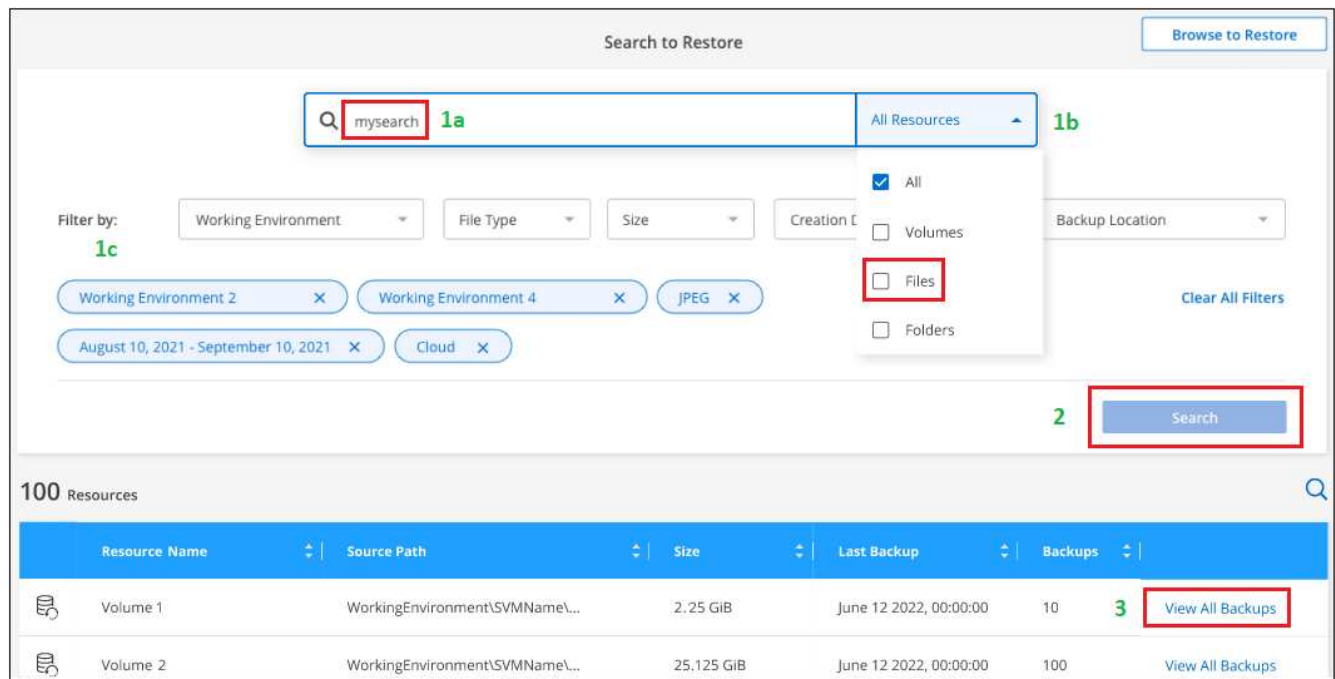 Search to Restore
Browse to Restore
mysearch 1a All Resources 1b
All
Filter by: Working Environment File Type Size Creation D Backup Location
Volumes
1c
Files
Working Environment 2 X Working Environment 4 X JPEG X Clear All Filters
Folders
August 10, 2021 - September 10, 2021 X Cloud X
2 Search
100 Resources
Resource Name Source Path Size Last Backup Backups
Volume 1 WorkingEnvironment\SVMName\... 2.25 GiB June 12 2022, 00:00:00 10 3 View All Backups
Volume 2 WorkingEnvironment\SVMName\... 25.125 GiB June 12 2022, 00:00:00 100 View All Backups